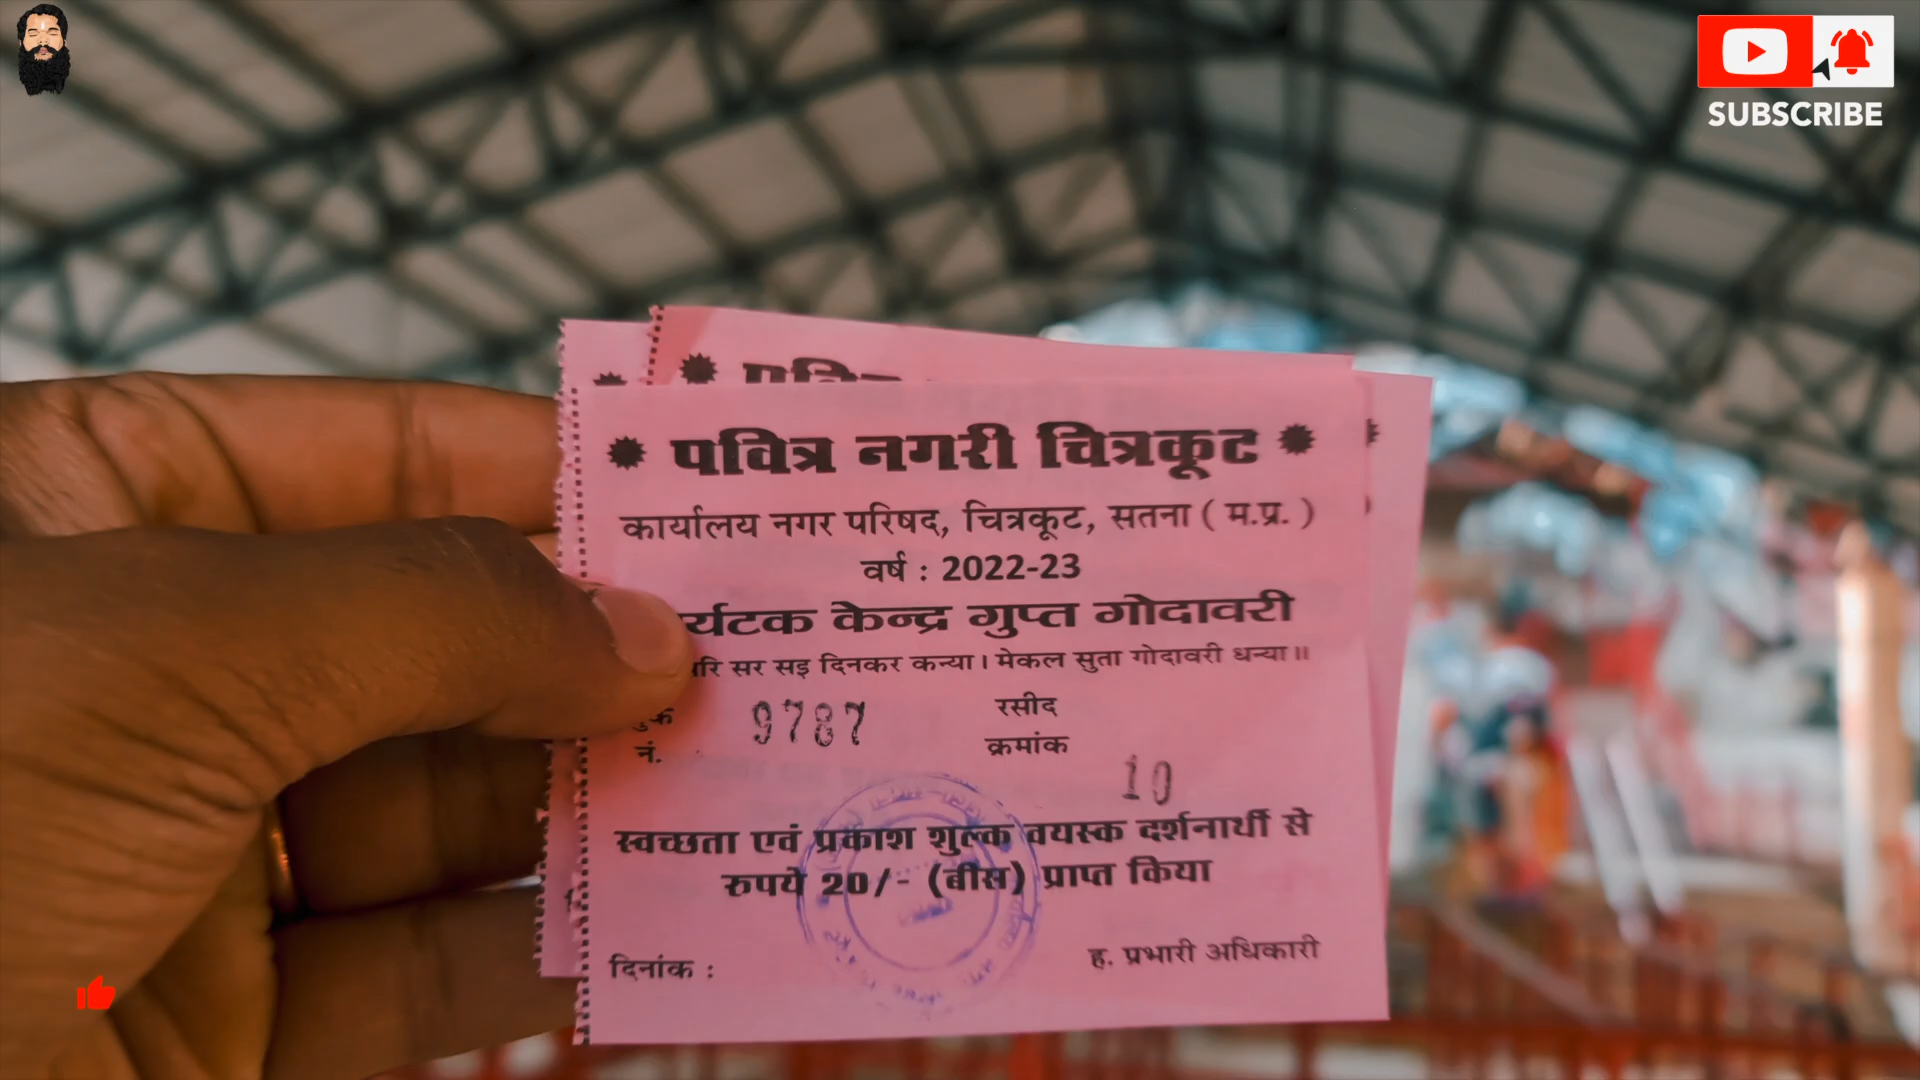 SUBSCRIBE
* पवित्र नगरी चित्रकूट *
कार्यालय नगर परिषद, चित्रकूट, सतना ( म.प्र. )
वर्ष : 2022-23
केन्द्र गुप्त गोदावरी
सर सइ दिनकर कन्या। मेकल सुता गोदावरी धन्या॥
रसीद
नं. 9787 क्रमांक
10
स्वच्छता एवं प्रकाश शुल्क वयस्क दर्शनार्थी से
रुपये 20/- (बीस) प्राप्त किया
दिनांक : ह. प्रभारी अधिकारी